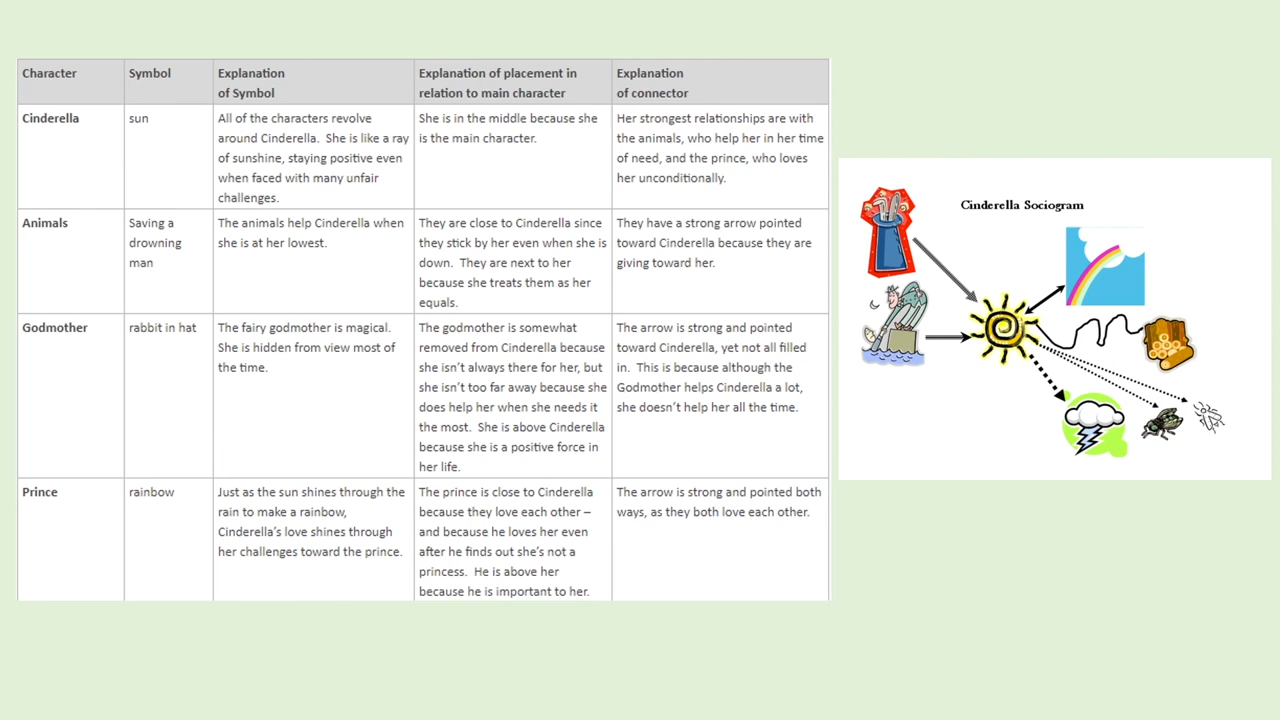 Character Symbol Explanation of Symbol Explanation of placement in relation to main character Explanation of connector
Cinderella
sun
All of the characters revolve
around Cinderella. She is like a ray
of sunshine, staying positive even
when faced with many unfair
challenges.
She is in the middle because she
is the main character.
Her strongest relationships are with
the animals, who help her in her time
of need, and the prince, who loves
her unconditionally.
Animals
Saving a
drowning
man
The animals help Cinderella when
she is at her lowest.
They are close to Cinderella since
they stick by her even when she is
down. They are next to her
because she treats them as her
equals.
They have a strong arrow pointed
toward Cinderella because they are
giving toward her.
Godmother
rabbit in hat
The fairy godmother is magical.
She is hidden from view most of
the time.
The godmother is somewhat
removed from Cinderella because
she isn't always there for her, but
she isn't too far away because she
does help her when she needs it
the most. She is above Cinderella
because she is a positive force in
her life.
The arrow is strong and pointed
toward Cinderella, yet not all filled
in. This is because although the
Godmother helps Cinderella a lot,
she doesn't help her all the time.
Prince
rainbow
Just as the sun shines through the
rain to make a rainbow,
Cinderella's love shines through
her challenges toward the prince.
The prince is close to Cinderella
because they love each other –
and because he loves her even
after he finds out she's not a
princess. He is above her
because he is important to her.
The arrow is strong and pointed both
ways, as they both love each other.
Cinderella Sociogram